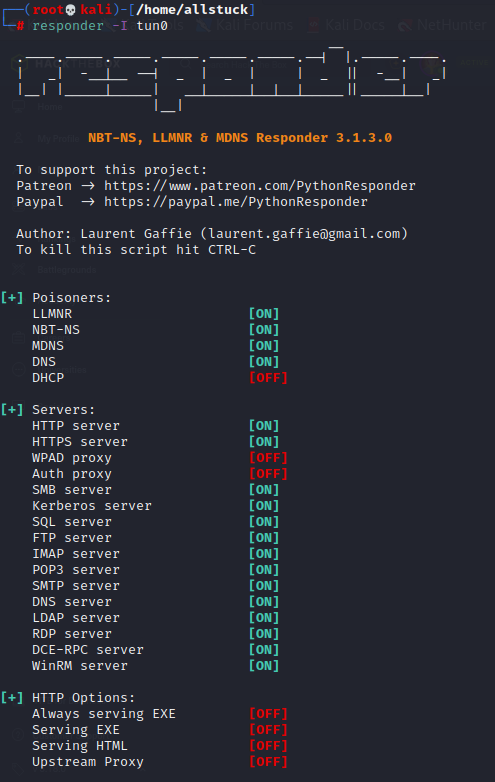 (root💀kali)-[/home/allstuck]
# responder -I tun0
NBT-NS, LLMNR & MDNS Responder 3.1.3.0
To support this project:
Patreon -> https://www.patreon.com/PythonResponder
Paypal -> https://paypal.me/PythonResponder
Author: Laurent Gaffie (laurent.gaffie@gmail.com)
To kill this script hit CTRL-C
[+] Poisoners:
LLMNR [ON]
NBT-NS [ON]
MDNS [ON]
DNS [ON]
DHCP [OFF]
[+] Servers:
HTTP server [ON]
HTTPS server [ON]
WPAD proxy [OFF]
Auth proxy [OFF]
SMB server [ON]
Kerberos server [ON]
SQL server [ON]
FTP server [ON]
IMAP server [ON]
POP3 server [ON]
SMTP server [ON]
DNS server [ON]
LDAP server [ON]
RDP server [ON]
DCE-RPC server [ON]
WinRM server [ON]
[+] HTTP Options:
Always serving EXE [OFF]
Serving EXE [OFF]
Serving HTML [OFF]
Upstream Proxy [OFF]